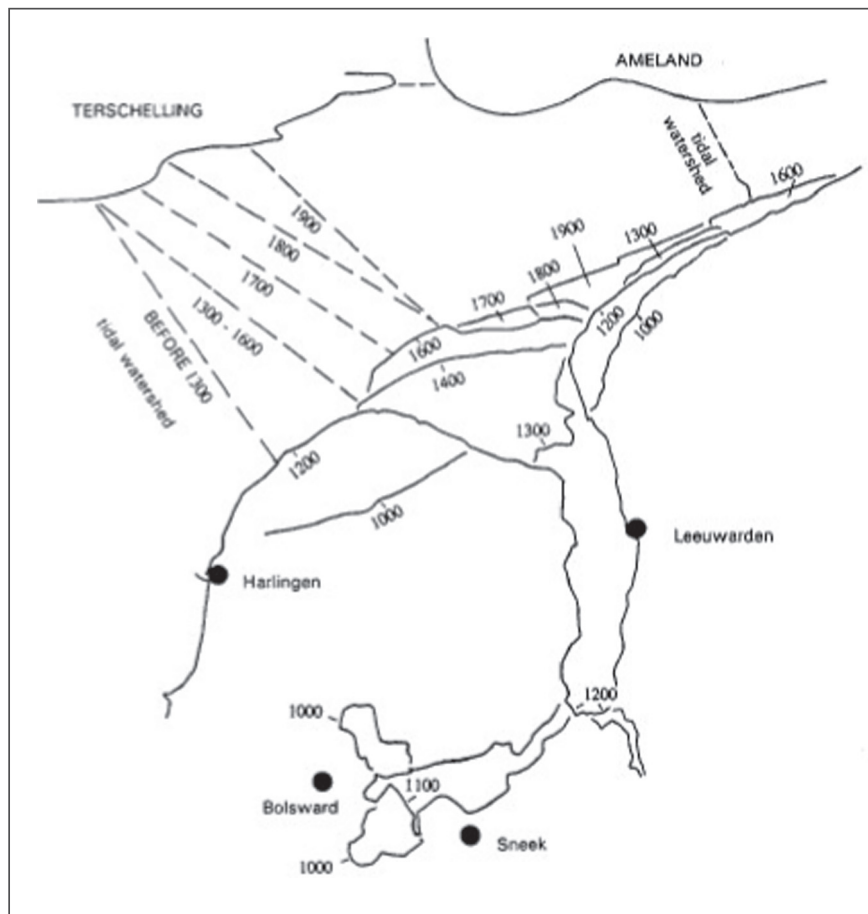 AMELAND
TERSCHELLING
tidal
watershed
1600
1900
1800
1700
1300 - 1600
BEFORE 1300
tidal watershed
1900
1300
1800
1700
1200
1000
1600
1400
1300
1200
1000
Leeuwarden
Harlingen
1200
1000
1100
Bolsward
Sneek
1000